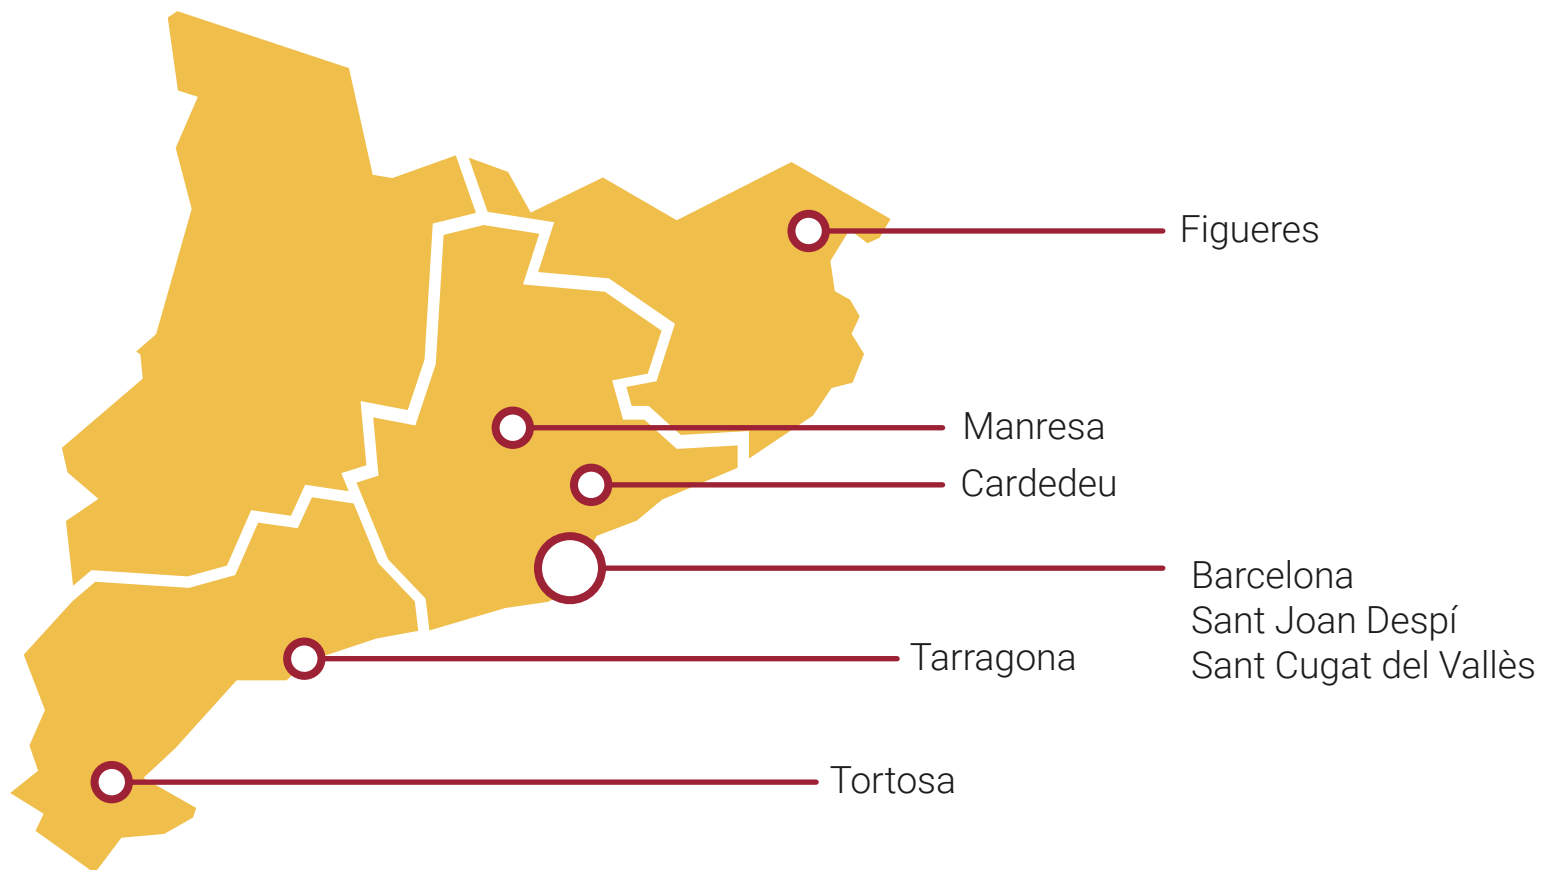 Figueres
Manresa
Cardedeu
Barcelona
Sant Joan Despí
Sant Cugat del Vallès
Tarragona
Tortosa